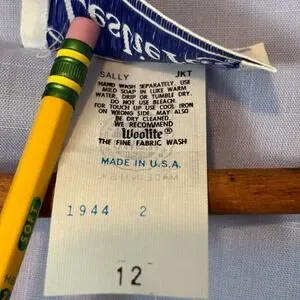 Leslie
SALLY JKT
HAND WASH SEPARATELY. USE
MILD SOAP IN LUKE WARM
WATER. DRIP OR TUMBLE DRY.
DO NOT USE BLEACH.
FOR TOUCH UP USE COOL IRON
ON WRONG SIDE. MAY ALSO
BE DRY CLEANED.
WE RECOMMEND
Woolite®
THE FINE FABRIC WASH
MADE IN U.S.A.
1944 2
12
SOFT